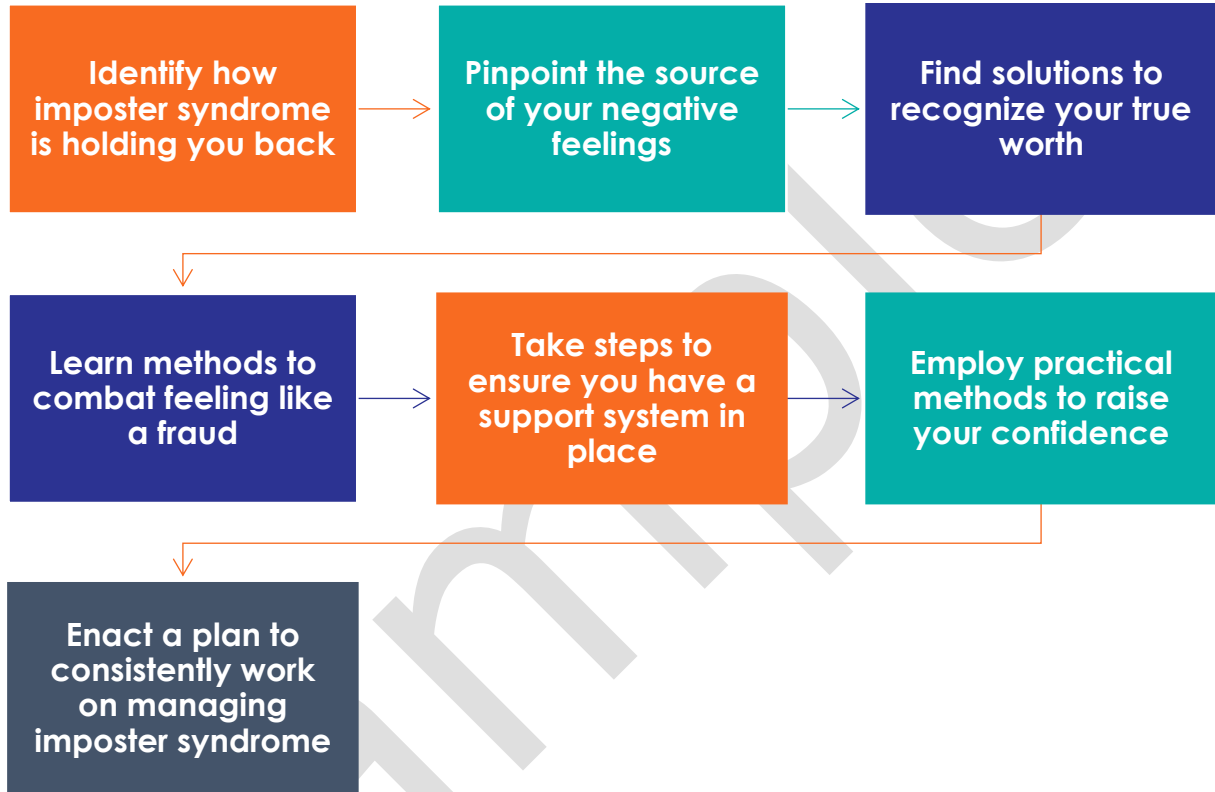 Identify how
imposter syndrome
is holding you back
Pinpoint the source
of your negative
feelings
Find solutions to
recognize your true
worth
Learn methods to
combat feeling like
a fraud
Take steps to
ensure you have a
support system in
place
Employ practical
methods to raise
your confidence
Enact a plan to
consistently work
on managing
imposter syndrome